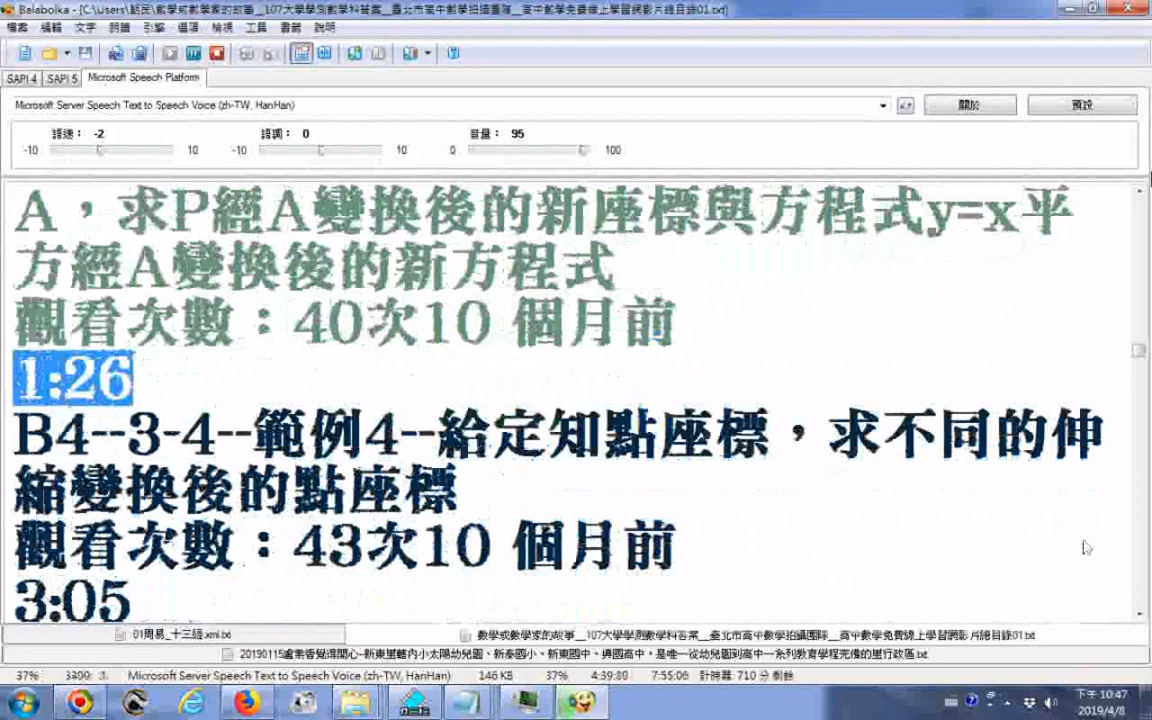 Balabolka - [C:\Users\韜民\數學或數學家的故事__107大學學測數學科答案__臺北市高中數學拍攝團隊__高中數學免費線上學習網影片總目錄01.txt]
檔案 編輯 文字 朗讀 引擎 選項 檢視 工具 書籤 說明
SAPI 4 SAPI 5 Microsoft Speech Platform
Microsoft Server Speech Text to Speech Voice (zh-TW, HanHan) 關於 預設
語速： -2 語調： 0 音量： 95
-10 10 -10 10 0 100
A，求P經A變換後的新座標與方程式y=x平
方經A變換後的新方程式
觀看次數：40次10 個月前
1:26
B4--3-4--範例4--給定知點座標，求不同的伸
縮變換後的點座標
觀看次數：43次10 個月前
3:05
01周易_十三經.xml.txt 數學或數學家的故事__107大學學測數學科答案__臺北市高中數學拍攝團隊__高中數學免費線上學習網影片總目錄01.txt
20190115盧素香覺得開心-新東里轄內小太陽幼兒園、新泰國小、新東國中、興國高中，是唯一從幼兒園到高中一系列教育學程完備的里行政區.txt
37% Microsoft Server Speech Text to Speech Voice (zh-TW, HanHan) 146 KB 37% 4:39:80 7:55:06 計時器 710 分 剩餘
下午 10:47
2019/4/8